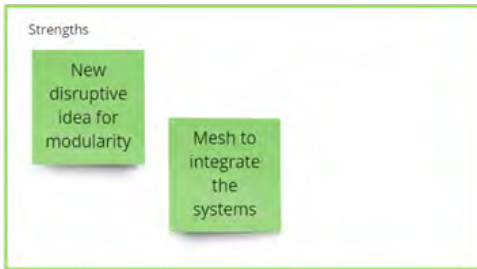 Strengths
New
disruptive
idea for
modularity
Mesh to
integrate
the
systems